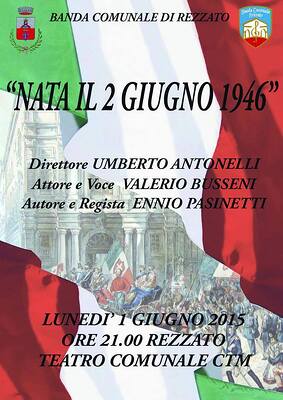 BANDA COMUNALE DI REZZATO
"NATA IL 2 GIUGNO 1946"
Direttore UMBERTO ANTONELLI
Attore e Voce VALERIO BUSSENI
Autore e Regista ENNIO PASINETTI
LUNEDI' 1 GIUGNO 2015
ORE 21.00 REZZATO
TEATRO COMUNALE CTM